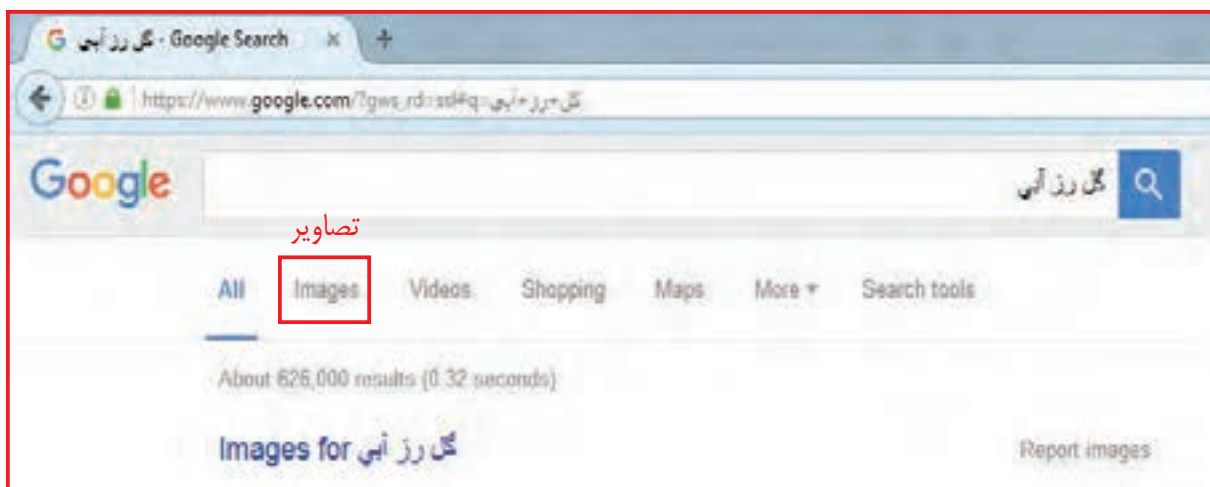 گل رز آبی - Google Search
https://www.google.com/?gws_rd=ssl#q=گل+رز+آبی
Google گل رز آبي
تصاویر
All Images Videos Shopping Maps More Search tools
About 626,000 results (0.32 seconds)
Images for گل رز آبي
Report images